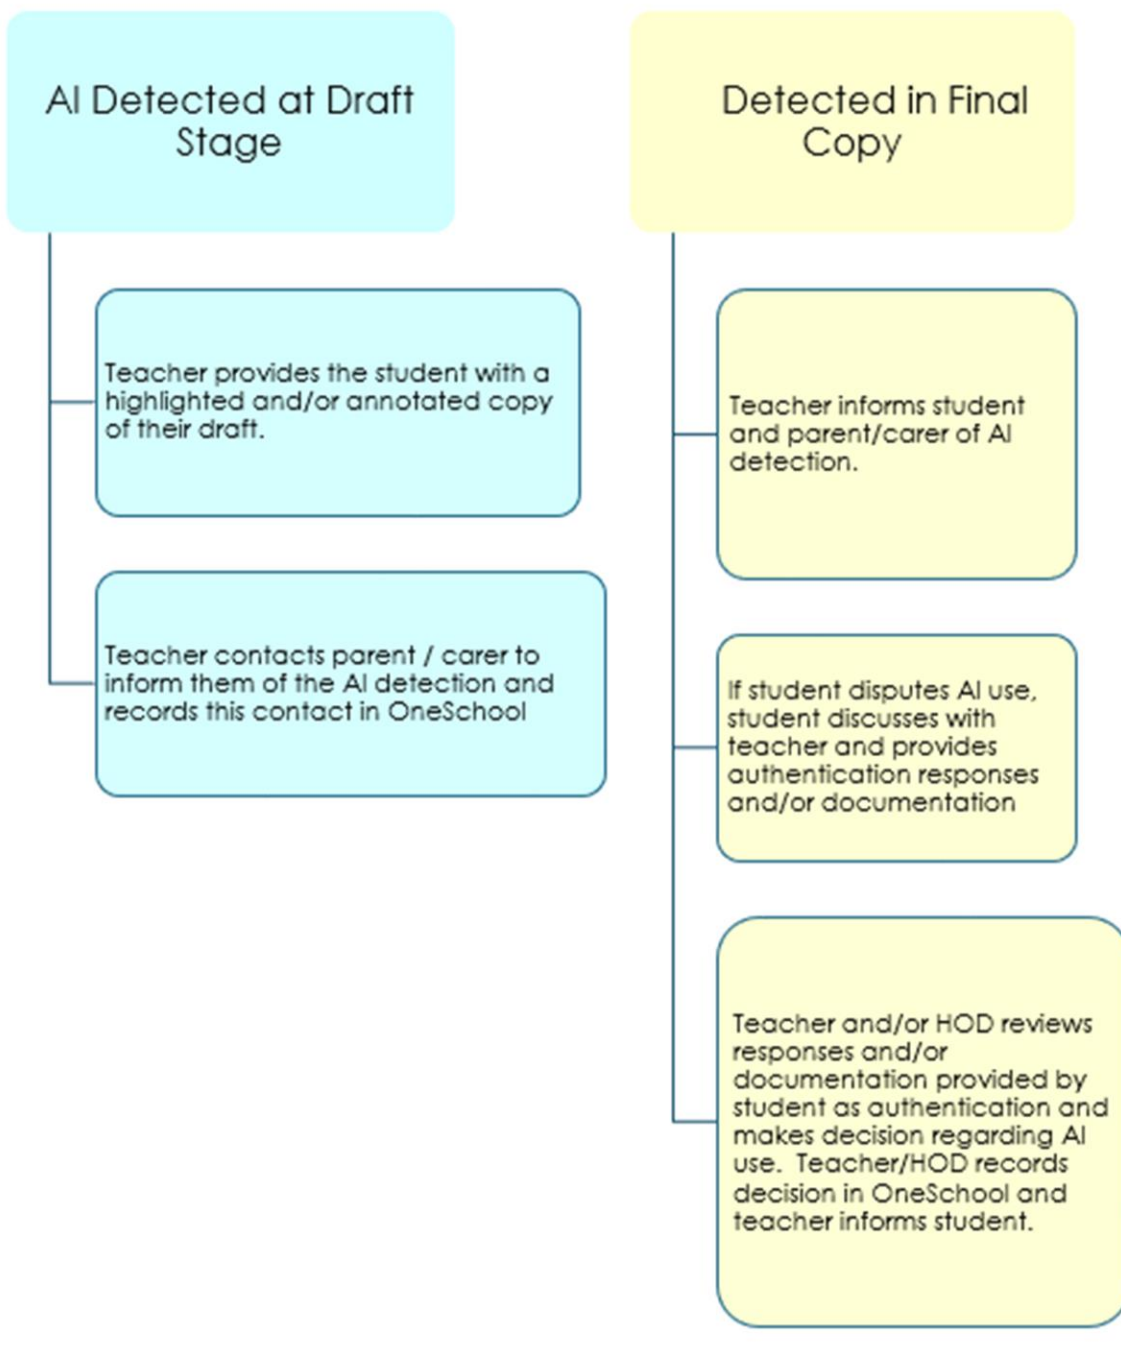 AI Detected at Draft
Stage
Teacher provides the student with a
highlighted and/or annotated copy
of their draft.
Teacher contacts parent / carer to
inform them of the AI detection and
records this contact in OneSchool
Detected in Final
Copy
Teacher informs student
and parent/carer of AI
detection.
If student disputes AI use,
student discusses with
teacher and provides
authentication responses
and/or documentation
Teacher and/or HOD reviews
responses and/or
documentation provided by
student as authentication and
makes decision regarding AI
use.  Teacher/HOD records
decision in OneSchool and
teacher informs student.